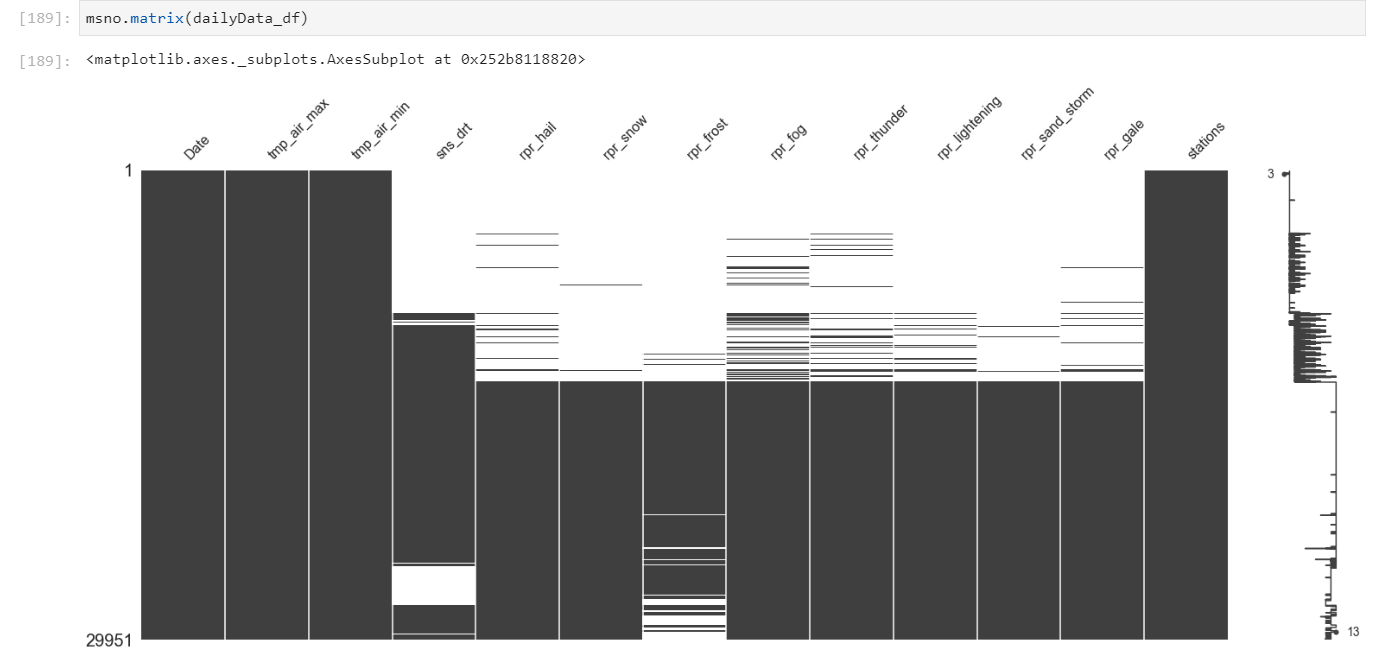 [189]: msno.matrix(dailyData_df)
[189]: <matplotlib.axes._subplots.AxesSubplot at 0x252b8118820>
Date tmp_air_max tmp_air_min sns_drt rpr_hail rpr_snow rpr_frost rpr_fog rpr_thunder rpr_lightening rpr_sand_storm rpr_gale stations
1
3
29951
13